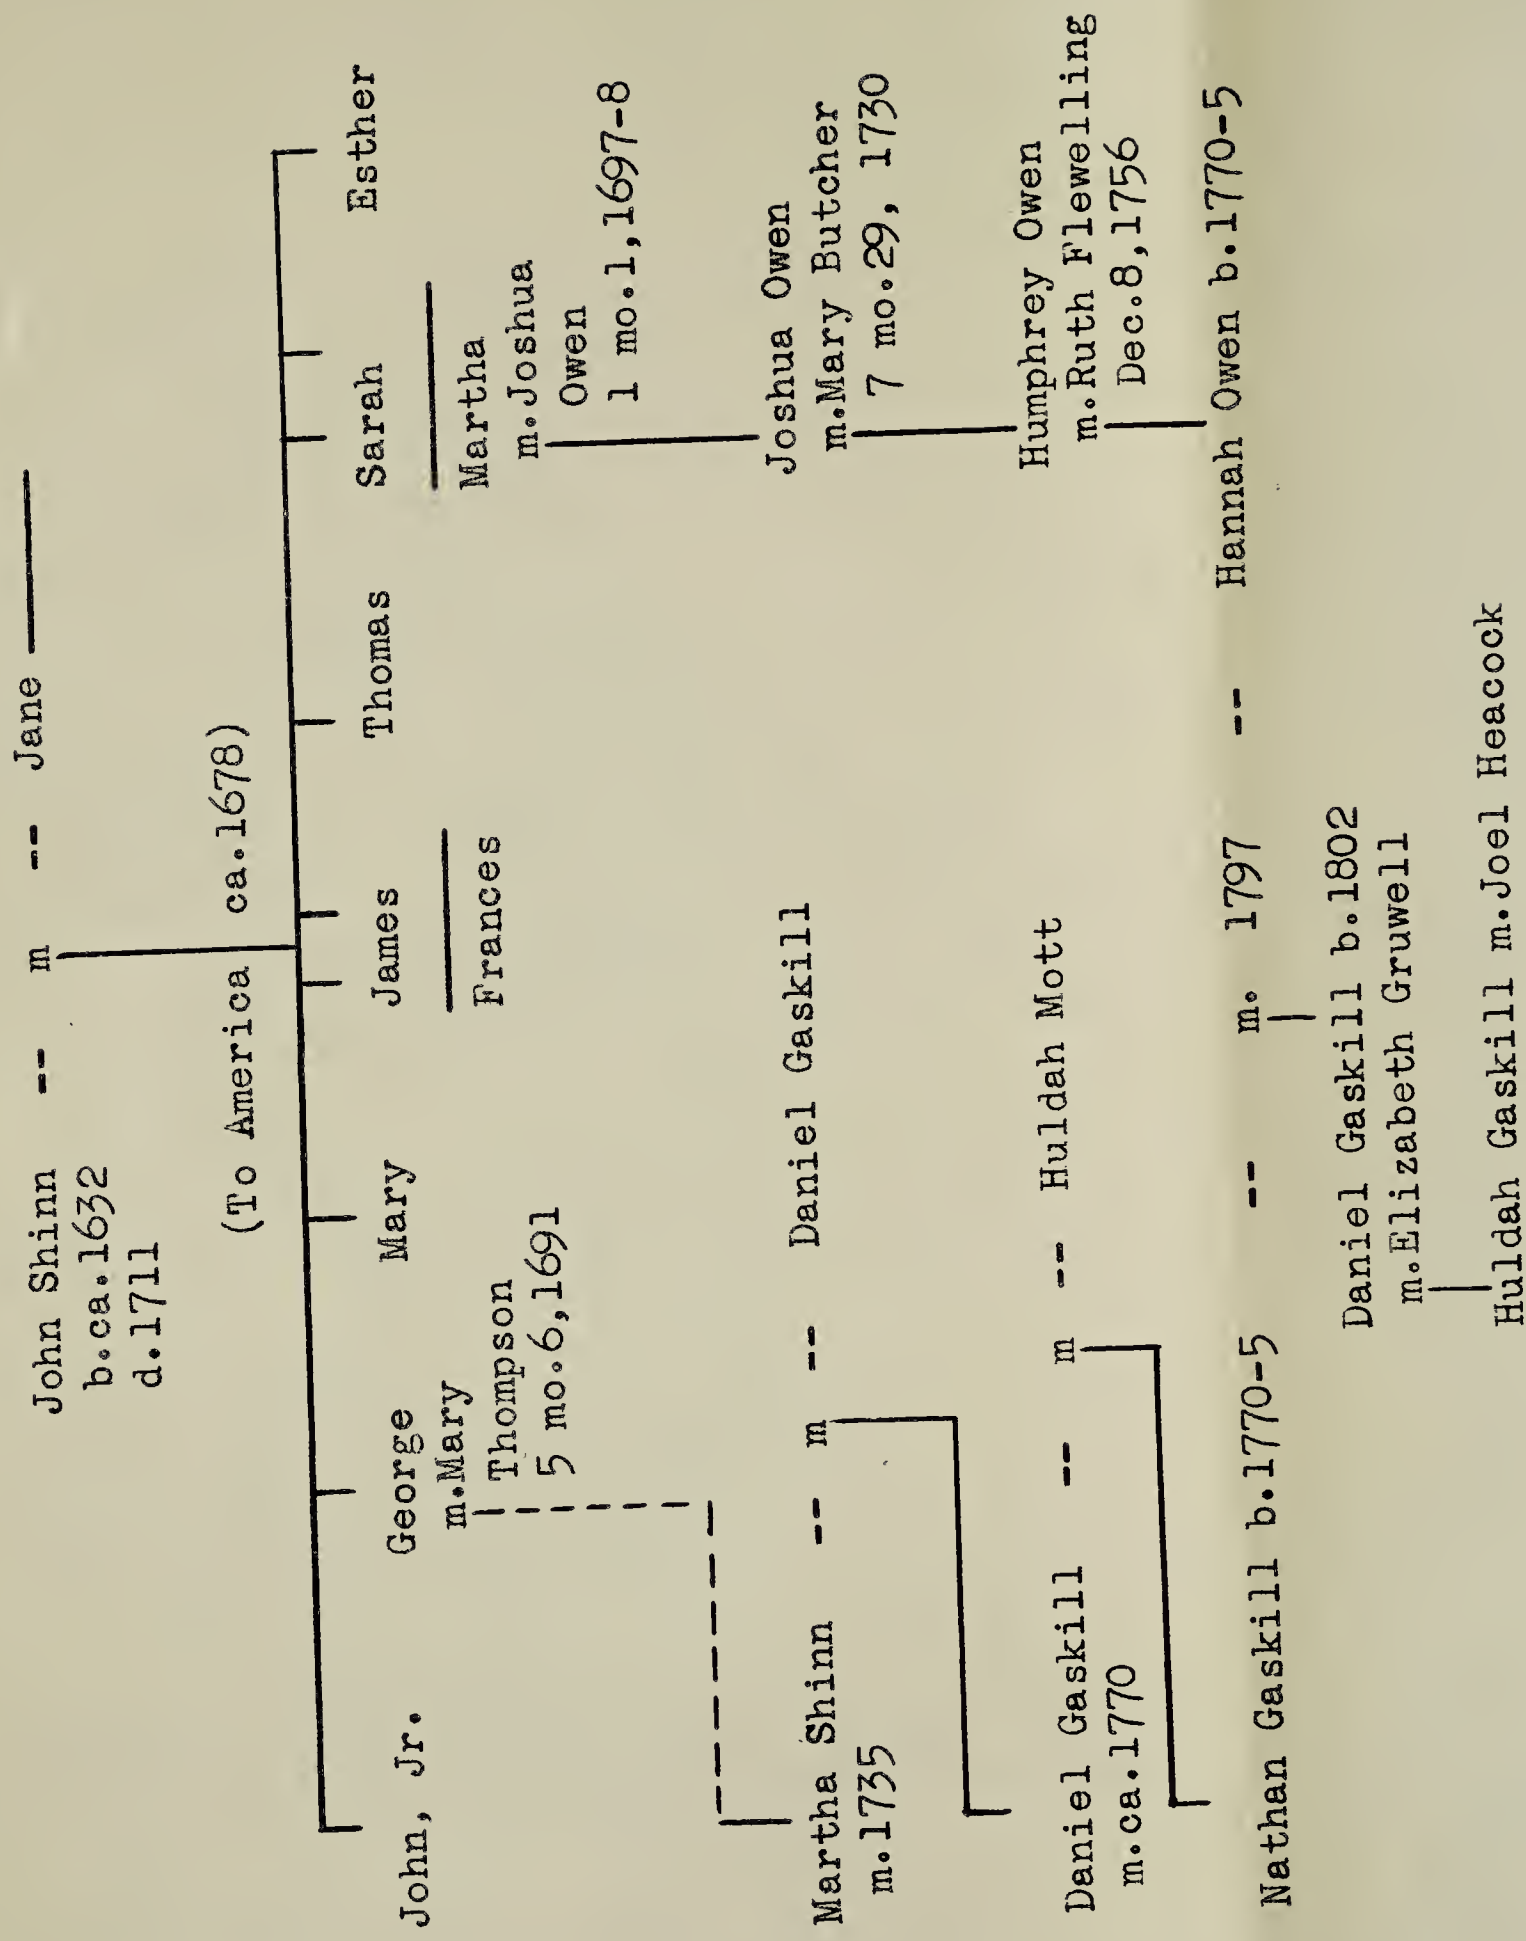 John Shinn -- m -- Jane
b.ca.1632
d.1711
(To America ca.1678)
John, Jr. George Mary James Thomas Sarah Esther
m.Mary
Thompson
5 mo.6,1691
Frances
Martha
m.Joshua
Owen
1 mo.1,1697-8
Martha Shinn -- m -- Daniel Gaskill
m.1735
Joshua Owen
m.Mary Butcher
7 mo.29, 1730
Daniel Gaskill -- m -- Huldah Mott
m.ca.1770
Humphrey Owen
m.Ruth Flewelling
Dec.8,1756
Nathan Gaskill b.1770-5 -- m. 1797 -- Hannah Owen b.1770-5
Daniel Gaskill b.1802
m.Elizabeth Gruwell
Huldah Gaskill m.Joel Heacock